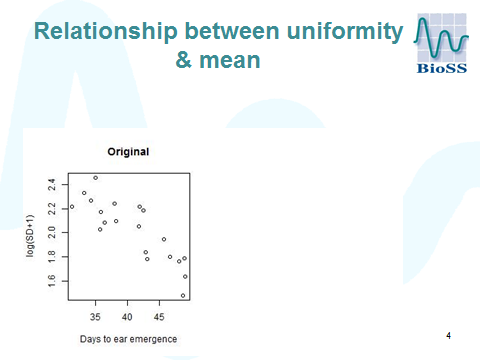 Relationship between uniformity
& mean
BioSS
Original
log(SD+1)
2.4
2.2
2.0
1.8
1.6
35 40 45
Days to ear emergence
4